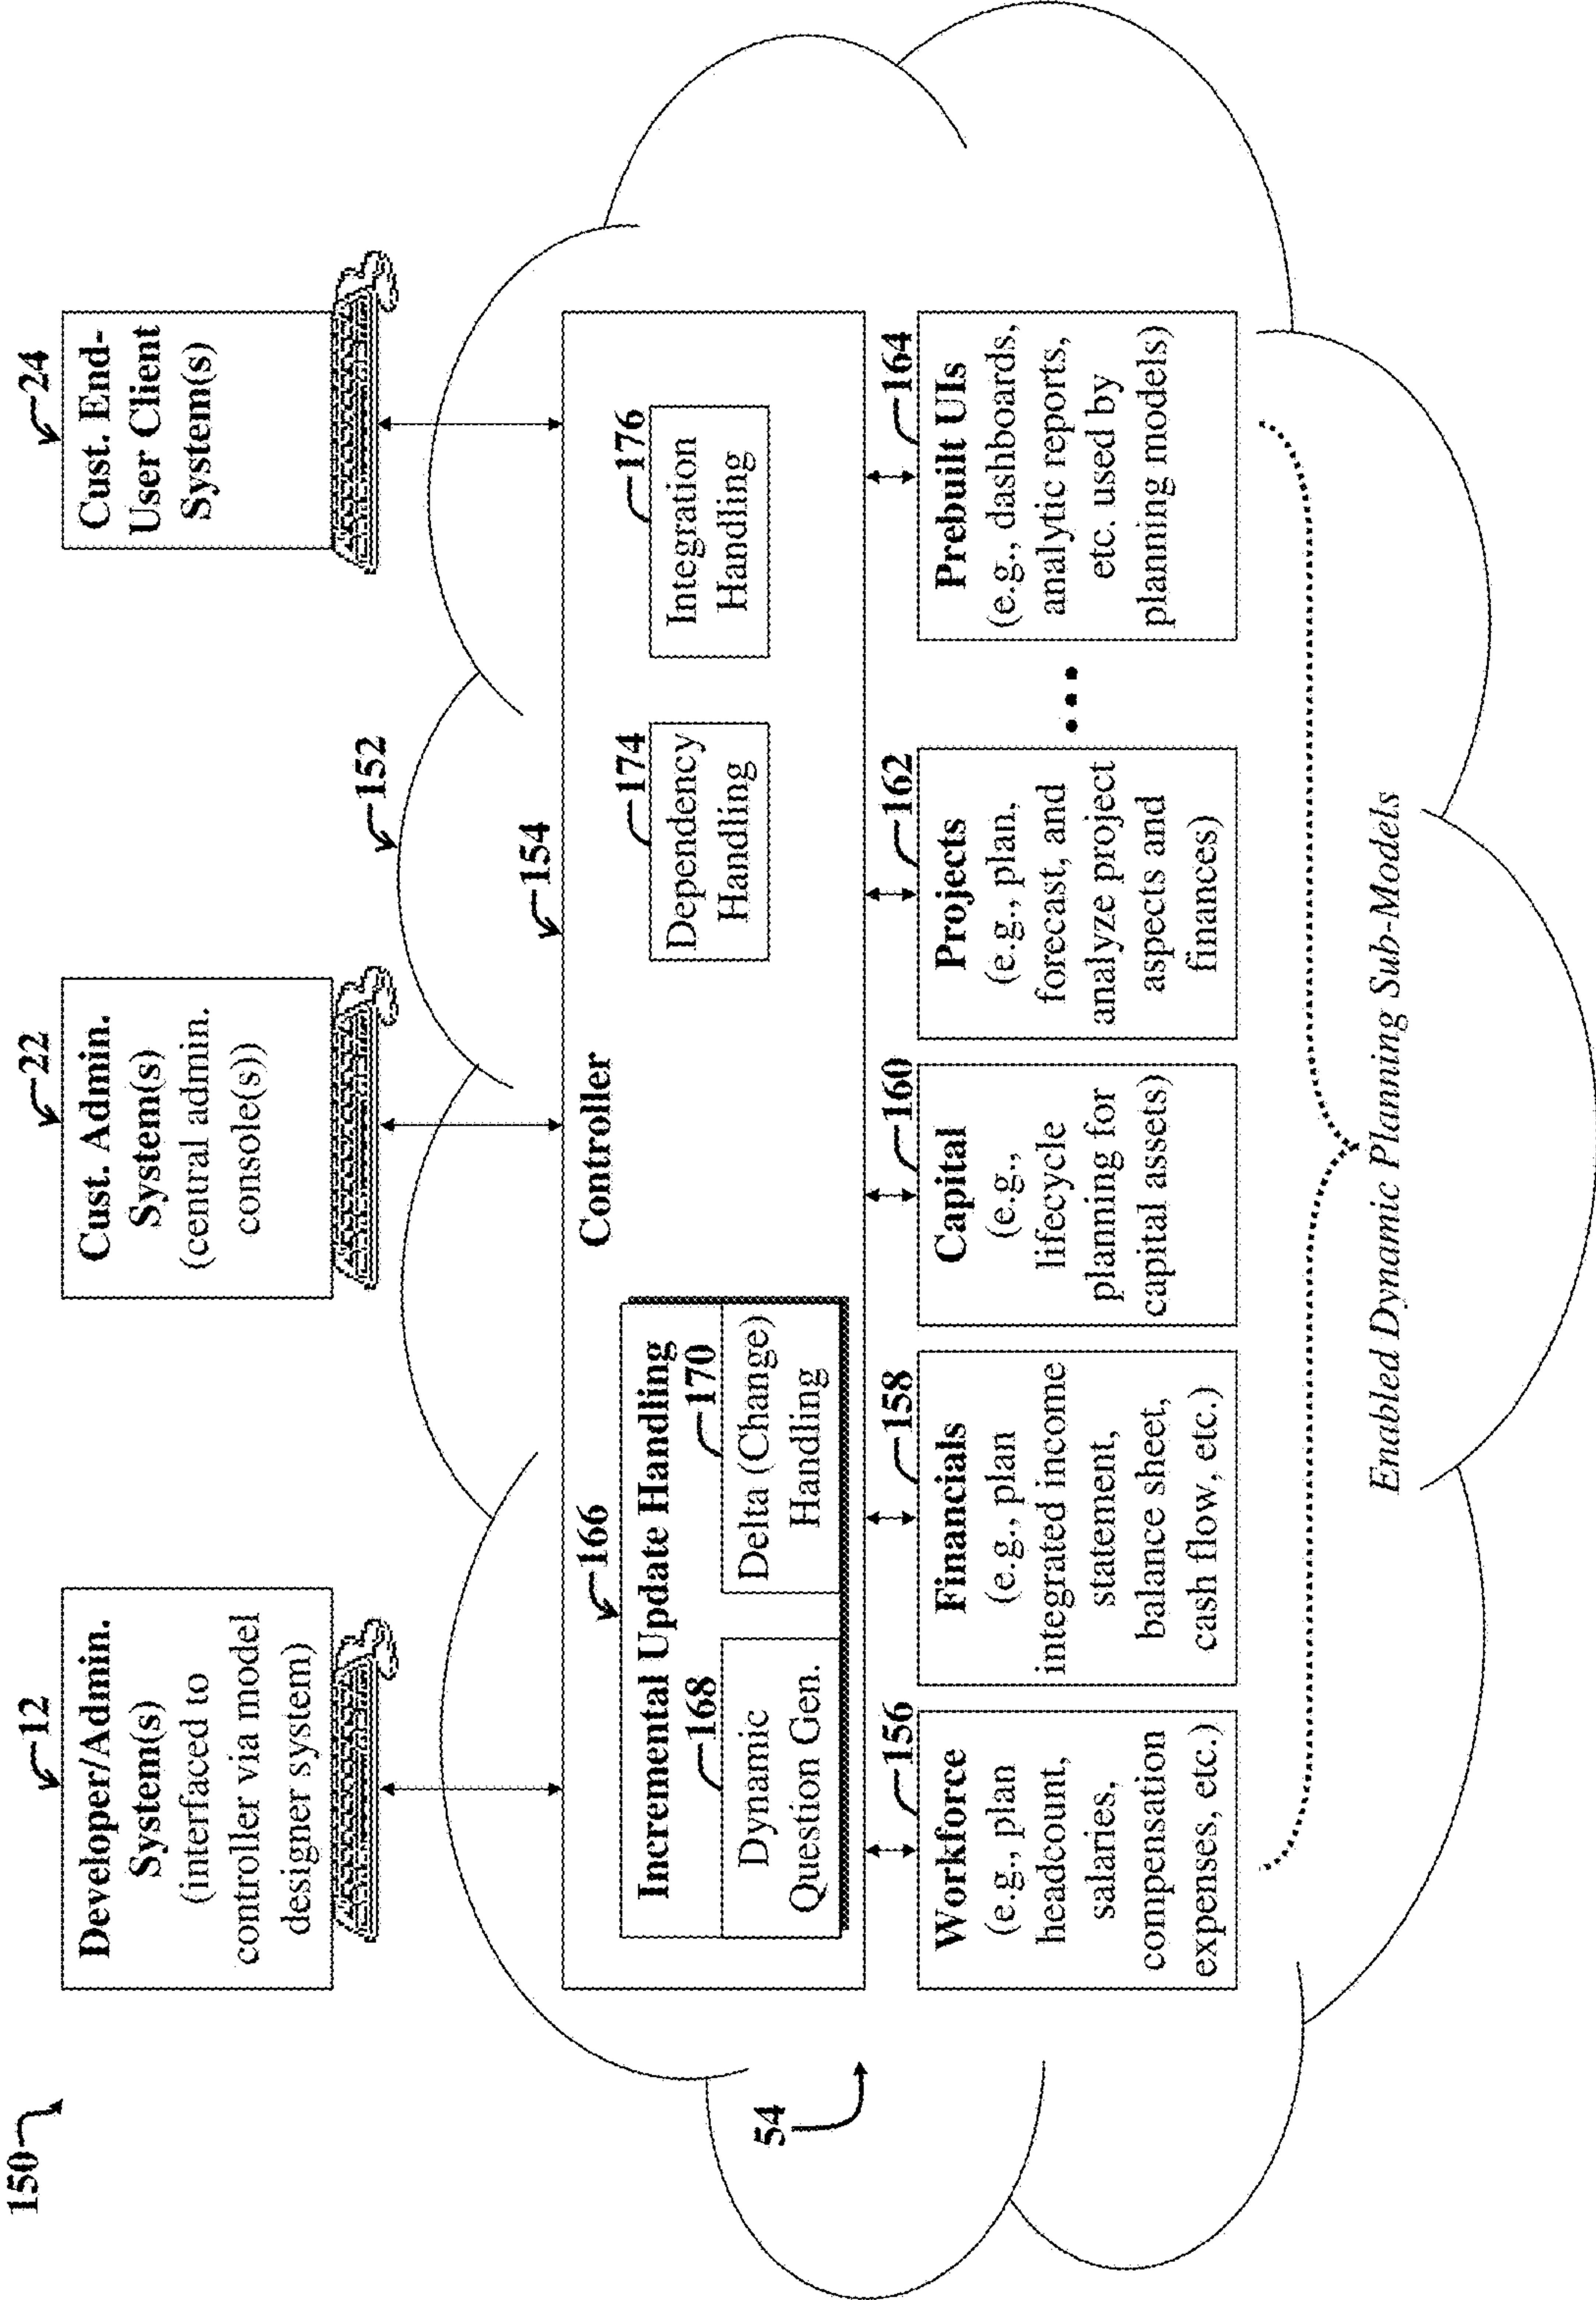 150
12
Developer/Admin.
System(s)
(interfaced to
controller via model
designer system)
22
Cust. Admin.
System(s)
(central admin.
console(s))
24
Cust. End-
User Client
System(s)
152
154
Controller
166
Incremental Update Handling
168
Dynamic
Question Gen.
170
Delta (Change)
Handling
174
Dependency
Handling
176
Integration
Handling
54
156
Workforce
(e.g., plan
headcount,
salaries,
compensation
expenses, etc.)
158
Financials
(e.g., plan
integrated income
statement,
balance sheet,
cash flow, etc.)
160
Capital
(e.g.,
lifecycle
planning for
capital assets)
162
Projects
(e.g., plan,
forecast, and
analyze project
aspects and
finances)
• • •
164
Prebuilt UIs
(e.g., dashboards,
analytic reports,
etc. used by
planning models)
Enabled Dynamic Planning Sub-Models